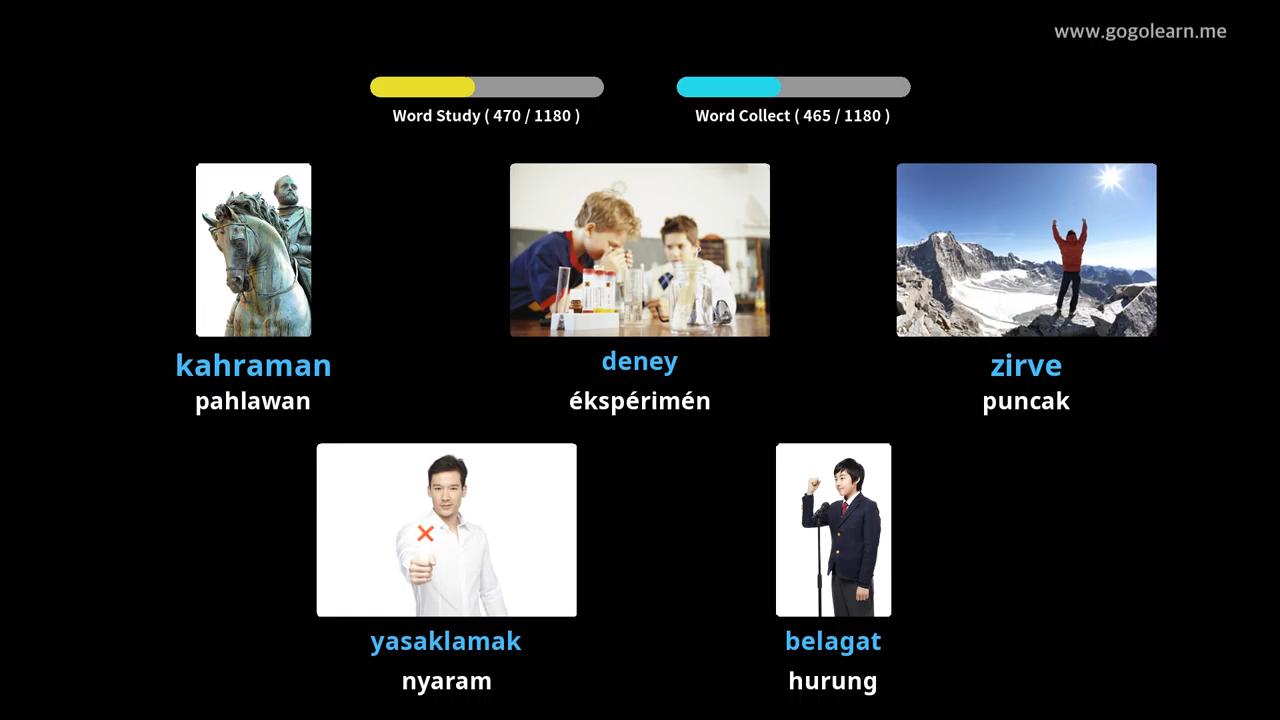 www.gogolearn.me
Word Study ( 470 / 1180 )
Word Collect ( 465 / 1180 )
kahraman
pahlawan
deney
ékspérimén
zirve
puncak
yasaklamak
nyaram
belagat
hurung